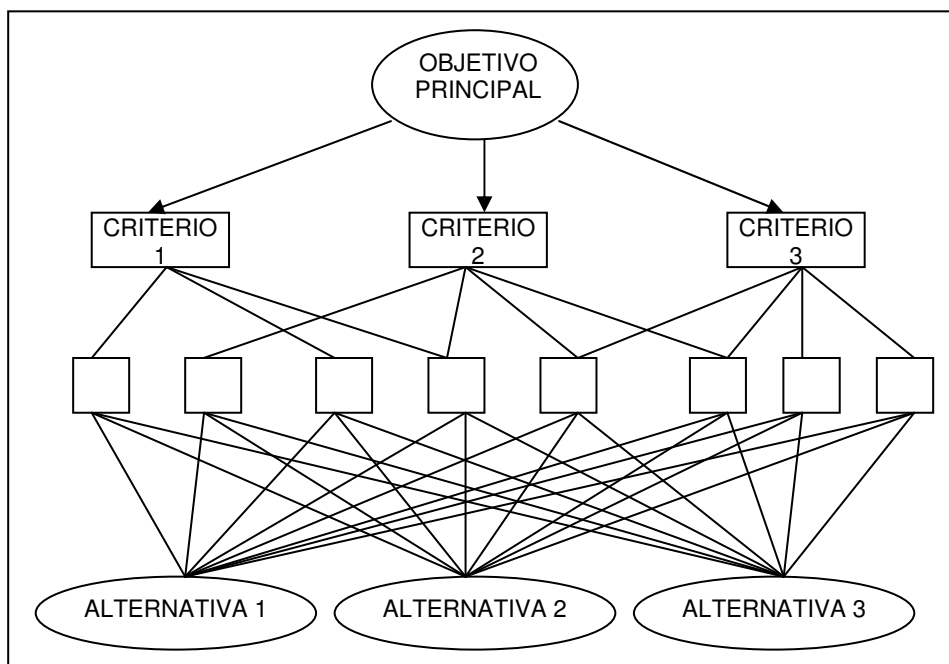 OBJETIVO
PRINCIPAL
CRITERIO
1
CRITERIO
2
CRITERIO
3
ALTERNATIVA 1
ALTERNATIVA 2
ALTERNATIVA 3